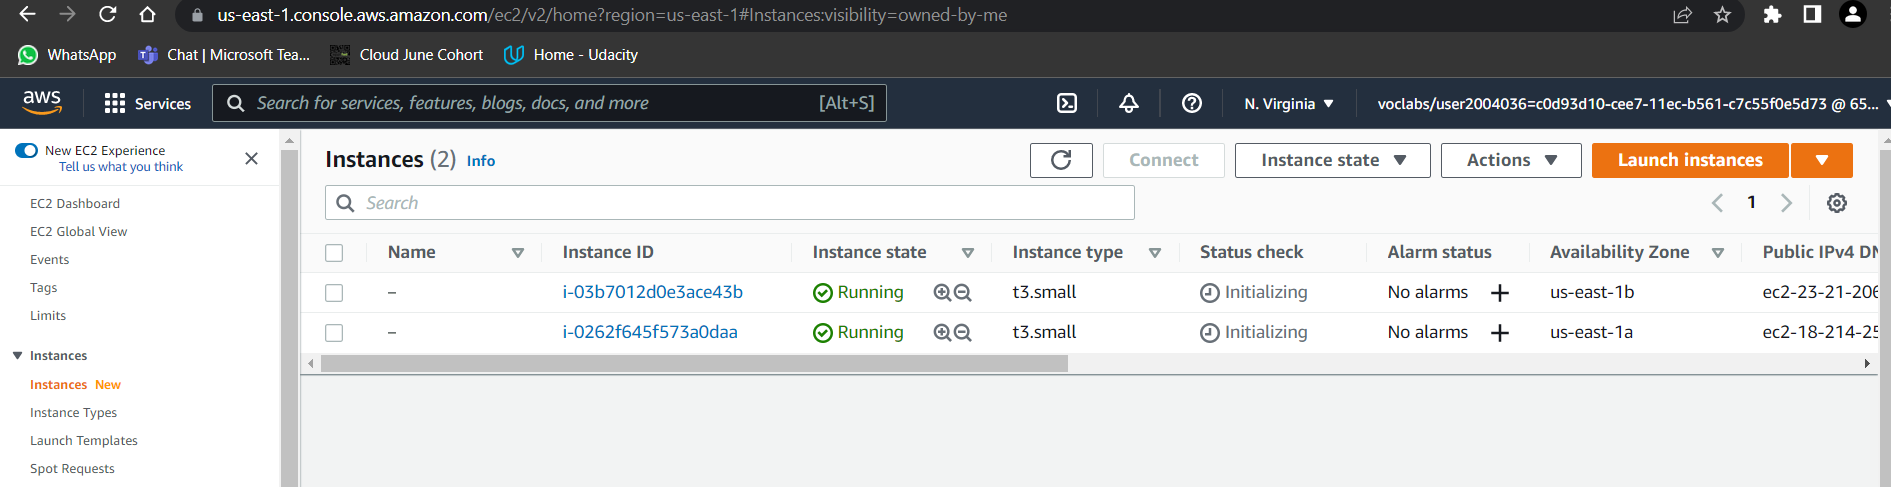 us-east-1.console.aws.amazon.com/ec2/v2/home?region=us-east-1#Instances:visibility=owned-by-me
WhatsApp Chat | Microsoft Tea... Cloud June Cohort Home - Udacity
aws Services Search for services, features, blogs, docs, and more [Alt+S] N. Virginia voclabs/user2004036=c0d93d10-cee7-11ec-b561-c7c55f0e5d73 @ 65...
New EC2 Experience
Tell us what you think
EC2 Dashboard
EC2 Global View
Events
Tags
Limits
Instances
Instances New
Instance Types
Launch Templates
Spot Requests
Instances (2) Info Connect Instance state Actions Launch instances
Search 1
Name Instance ID Instance state Instance type Status check Alarm status Availability Zone Public IPv4 DN
– i-03b7012d0e3ace43b Running t3.small Initializing No alarms + us-east-1b ec2-23-21-206
– i-0262f645f573a0daa Running t3.small Initializing No alarms + us-east-1a ec2-18-214-25